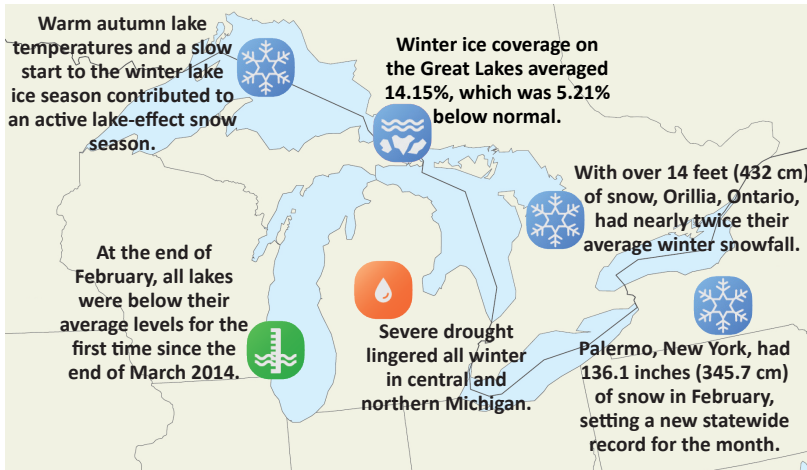 Warm autumn lake
temperatures and a slow
start to the winter lake
ice season contributed to
an active lake-effect snow
season.
Winter ice coverage on
the Great Lakes averaged
14.15%, which was 5.21%
below normal.
With over 14 feet (432 cm)
of snow, Orillia, Ontario,
had nearly twice their
average winter snowfall.
At the end of
February, all lakes
were below their
average levels for the
first time since the
end of March 2014.
Severe drought
lingered all winter
in central and
northern Michigan.
Palermo, New York, had
136.1 inches (345.7 cm)
of snow in February,
setting a new statewide
record for the month.